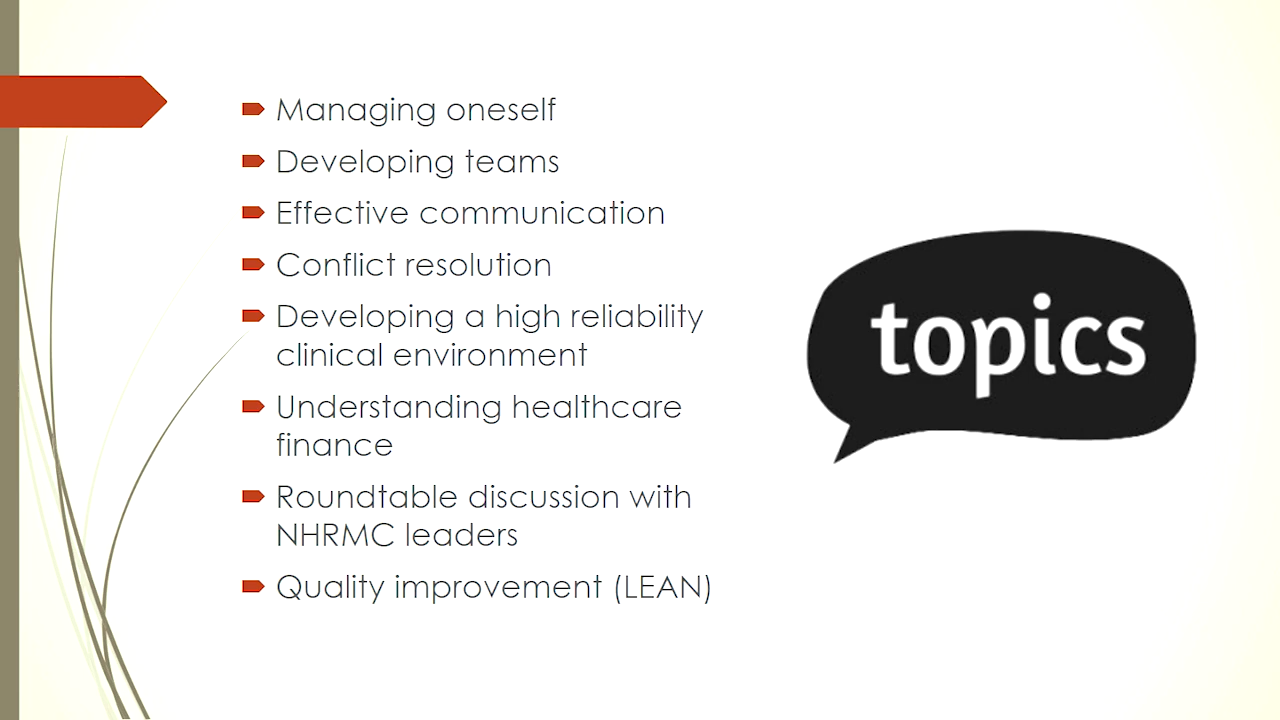 Managing oneself
Developing teams
Effective communication
Conflict resolution
Developing a high reliability
clinical environment
Understanding healthcare
finance
Roundtable discussion with
NHRMC leaders
Quality improvement (LEAN)
topics